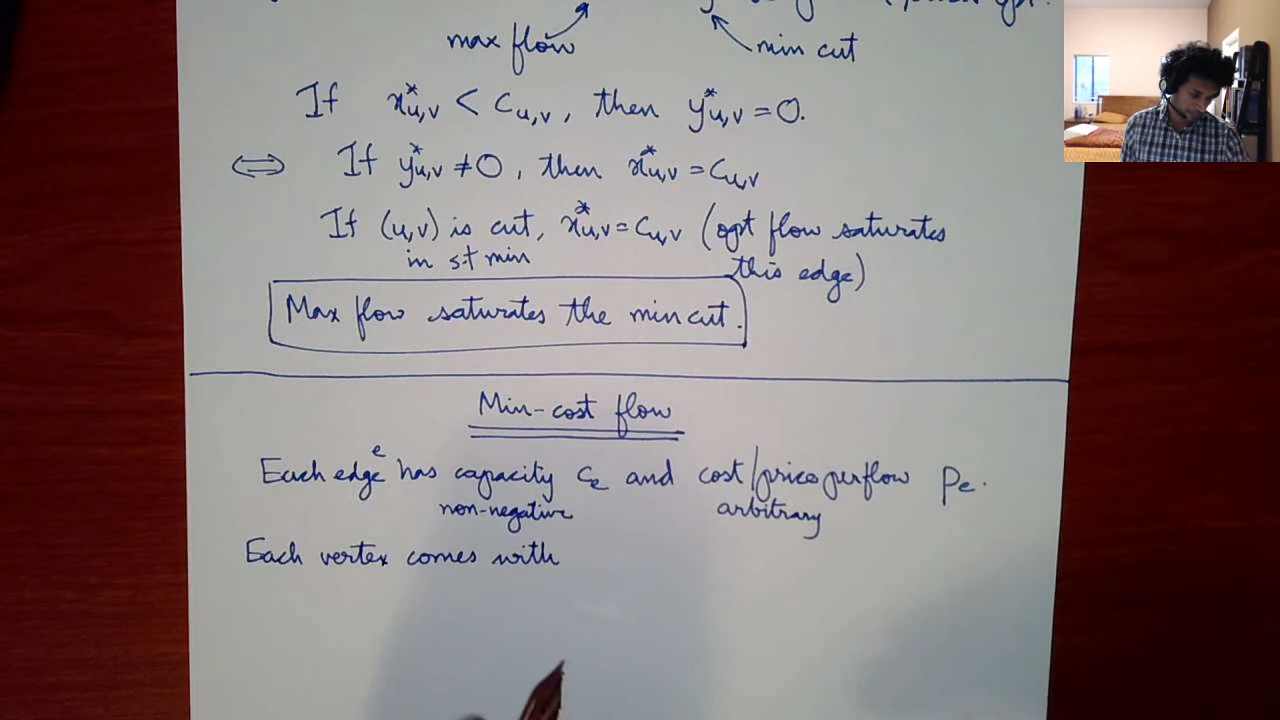 max flow min cut
If x*u,v < Cu,v, then y*u,v = 0.
⟺ If y*u,v ≠ 0, then x*u,v = Cu,v
If (u,v) is cut, x*u,v = Cu,v (opt flow saturates
in s.t min this edge)
Max flow saturates the min cut.
Min-cost flow
Each edge e has capacity Ce and cost/price per flow Pe.
non-negative arbitrary
Each vertex comes with